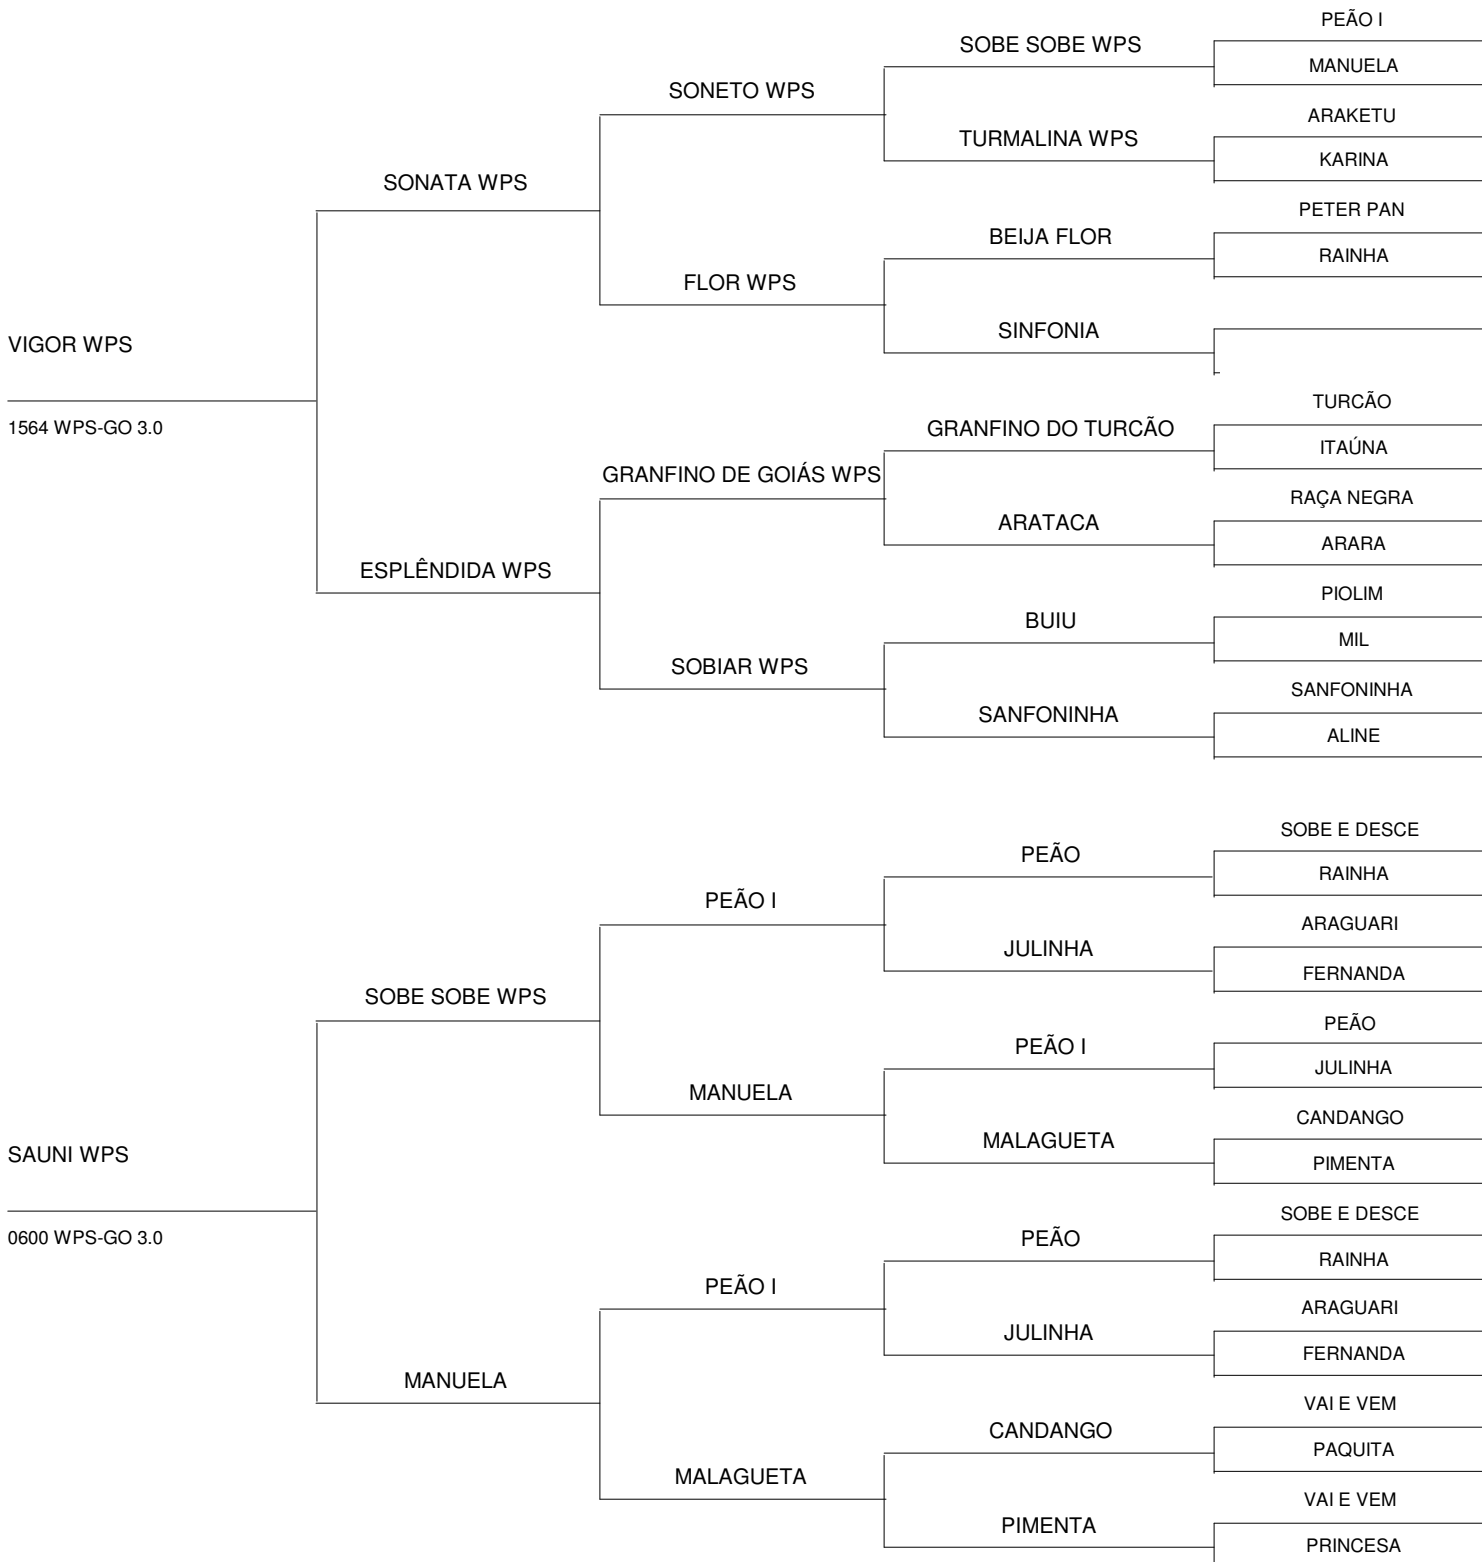 PEÃO I
SOBE SOBE WPS
MANUELA
SONETO WPS
ARAKETU
TURMALINA WPS
KARINA
SONATA WPS
PETER PAN
BEIJA FLOR
RAINHA
FLOR WPS
SINFONIA
VIGOR WPS
TURCÃO
1564 WPS-GO 3.0
GRANFINO DO TURCÃO
ITAÚNA
GRANFINO DE GOIÁS WPS
RAÇA NEGRA
ARATACA
ARARA
ESPLÊNDIDA WPS
PIOLIM
BUIU
MIL
SOBIAR WPS
SANFONINHA
SANFONINHA
ALINE
SOBE E DESCE
PEÃO
RAINHA
PEÃO I
ARAGUARI
JULINHA
FERNANDA
SOBE SOBE WPS
PEÃO
PEÃO I
JULINHA
MANUELA
CANDANGO
MALAGUETA
PIMENTA
SAUNI WPS
SOBE E DESCE
0600 WPS-GO 3.0
PEÃO
RAINHA
PEÃO I
ARAGUARI
JULINHA
FERNANDA
MANUELA
VAI E VEM
CANDANGO
PAQUITA
MALAGUETA
VAI E VEM
PIMENTA
PRINCESA